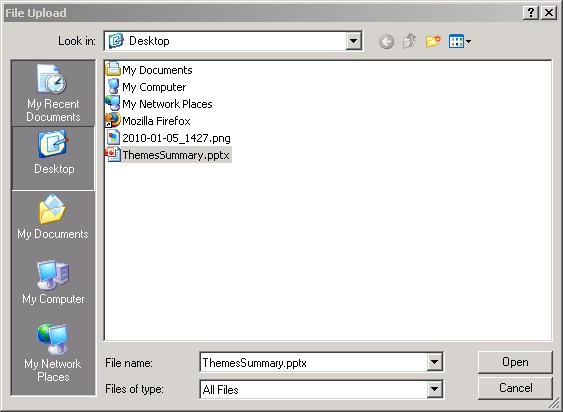 File Upload
Look in: Desktop
My Recent
Documents
Desktop
My Documents
My Computer
My Network
Places
My Documents
My Computer
My Network Places
Mozilla Firefox
2010-01-05_1427.png
ThemesSummary.pptx
File name: ThemesSummary.pptx Open
Files of type: All Files Cancel